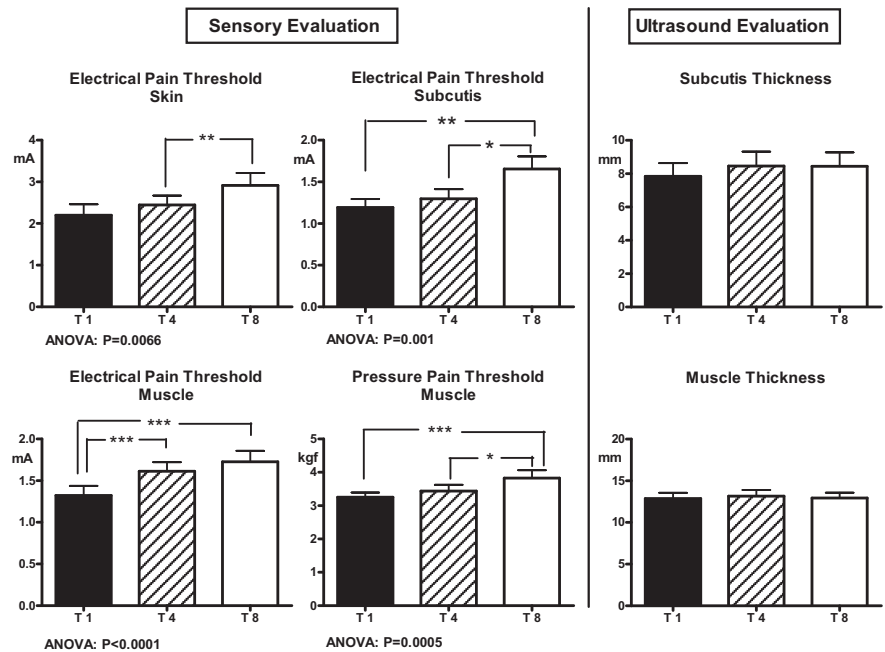 Sensory Evaluation
Ultrasound Evaluation
Electrical Pain Threshold
Skin
4
mA
3
2
1
0
**
T 1
T 4
T 8
ANOVA: P=0.0066
Electrical Pain Threshold
Subcutis
2.0
mA
1.5
1.0
0.5
0.0
**
*
T 1
T 4
T 8
ANOVA: P=0.001
Subcutis Thickness
10
mm
8
6
4
2
0
T 1
T 4
T 8
Electrical Pain Threshold
Muscle
2.0
mA
1.5
1.0
0.5
0.0
***
***
T 1
T 4
T 8
ANOVA: P<0.0001
Pressure Pain Threshold
Muscle
5
kgf
4
3
2
1
0
***
*
T 1
T 4
T 8
ANOVA: P=0.0005
Muscle Thickness
20
mm
15
10
5
0
T 1
T 4
T 8